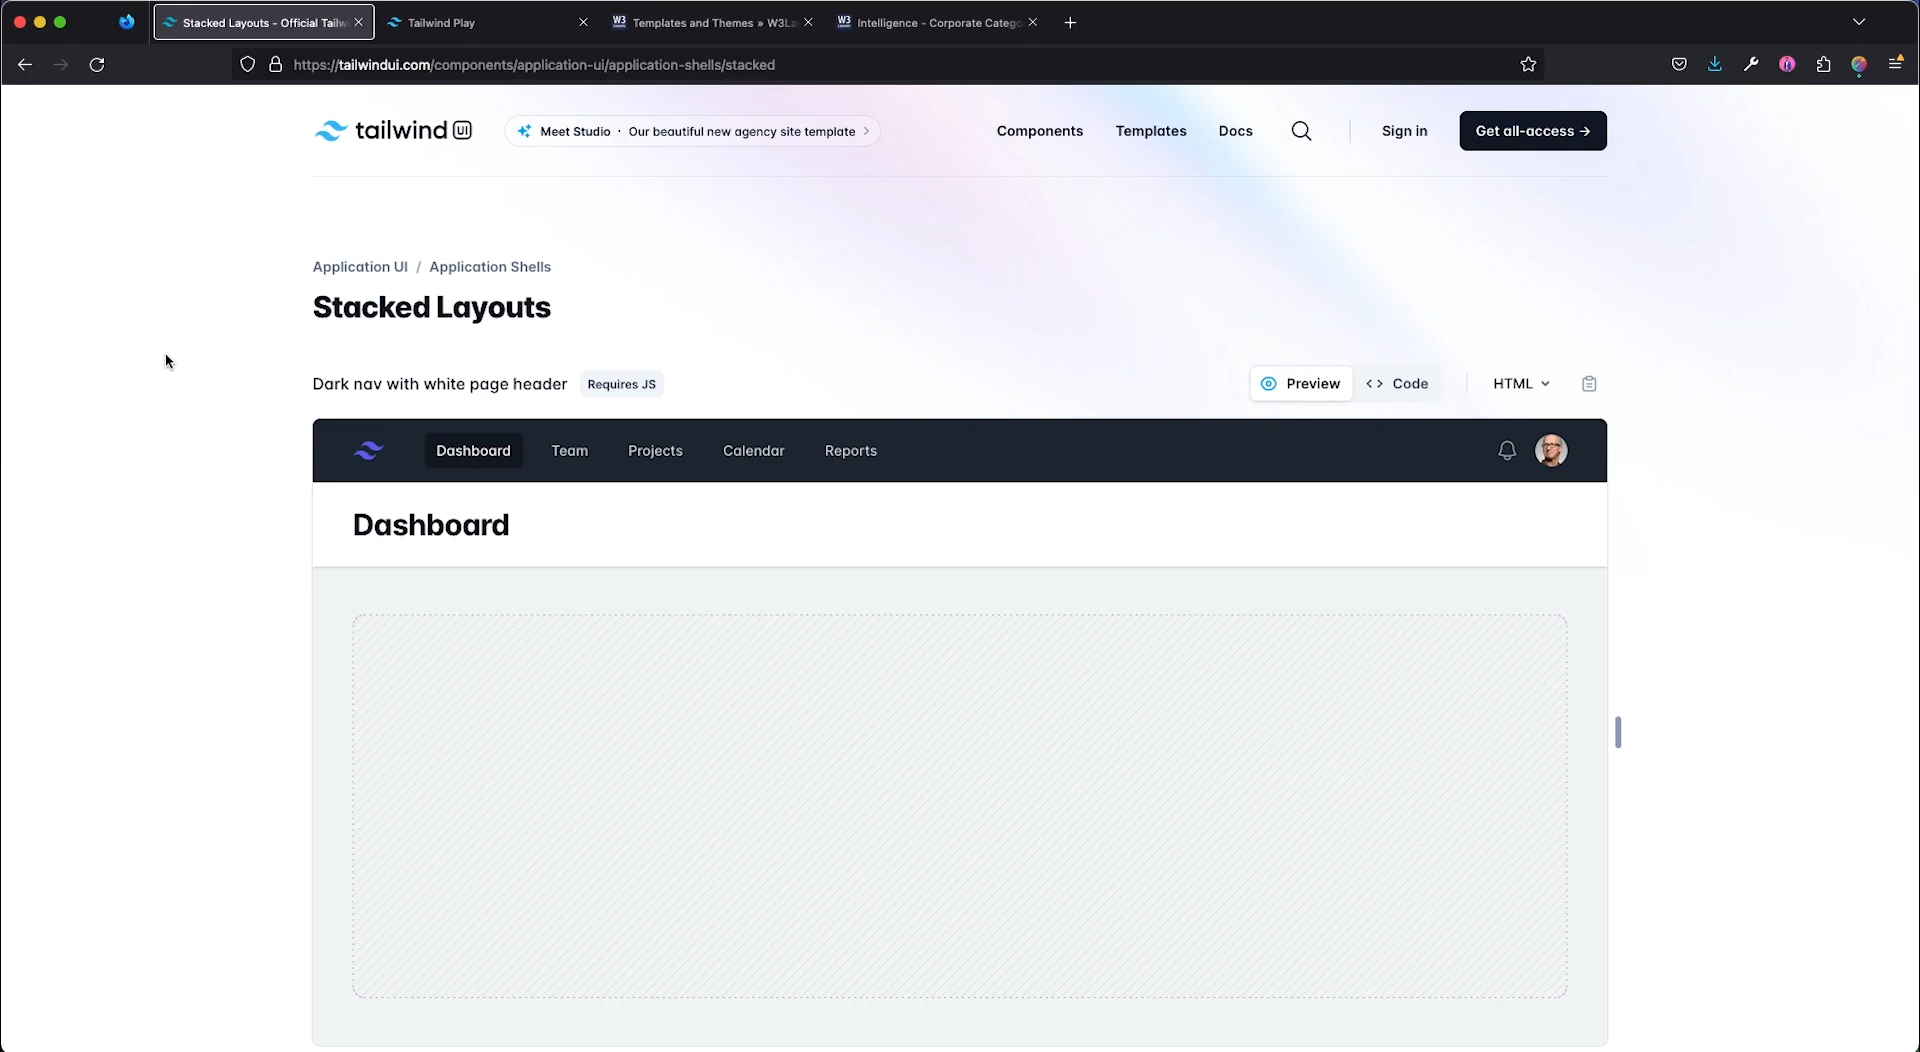 Stacked Layouts - Official Tailw
Tailwind Play
W3 Templates and Themes » W3La
W3 Intelligence - Corporate Catego
https://tailwindui.com/components/application-ui/application-shells/stacked
tailwind UI
Meet Studio · Our beautiful new agency site template
Components
Templates
Docs
Sign in
Get all-access →
Application UI / Application Shells
Stacked Layouts
Dark nav with white page header
Requires JS
Preview
Code
HTML
Dashboard
Team
Projects
Calendar
Reports
Dashboard